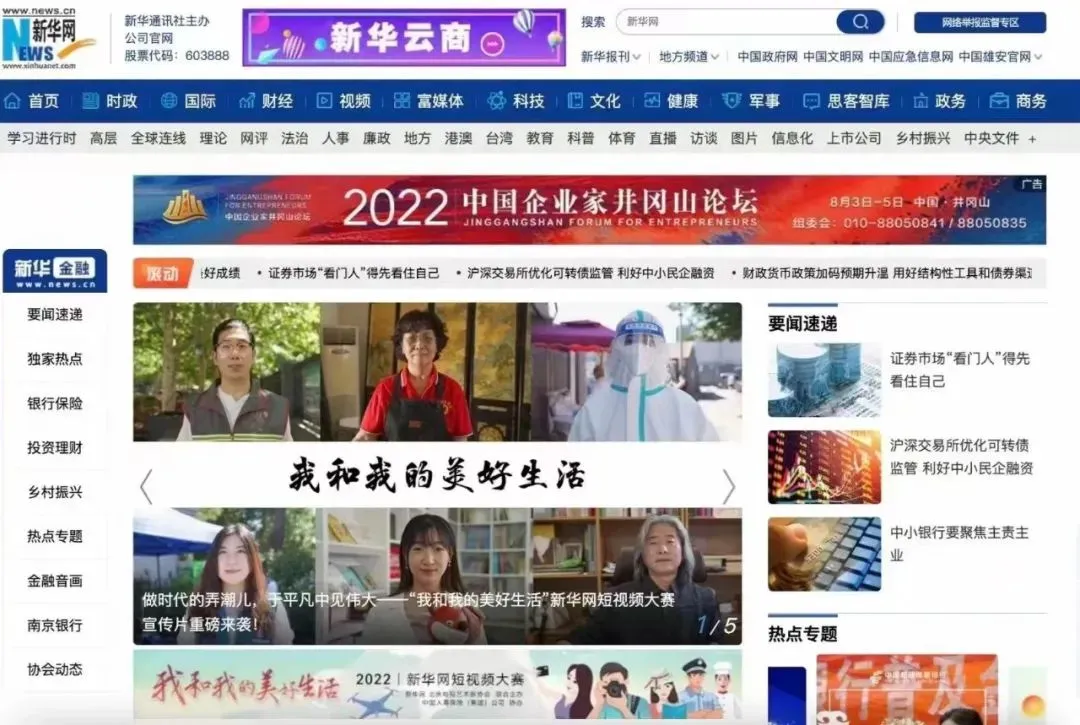 www.news.cn
新华网
NEWS
www.xinhuanet.com
新华通讯社主办
公司官网
股票代码：603888
新华云商
搜索
新华网
网络举报监督专区
新华报刊
地方频道
中国政府网 中国文明网 中国应急信息网 中国雄安官网
首页 时政 国际 财经 视频 富媒体 科技 文化 健康 军事 思客智库 政务 商务
学习进行时 高层 全球连线 理论 网评 法治 人事 廉政 地方 港澳 台湾 教育 科普 体育 直播 访谈 图片 信息化 上市公司 乡村振兴 中央文件 +
广告
JINGGANGSHAN FORUM
FOR ENTREPRENEURS
中国企业家井冈山论坛
2022 中国企业家井冈山论坛
JINGGANGSHAN FORUM FOR ENTREPRENEURS
8月3日-5日 中国·井冈山
组委会：010-88050841 / 88050835
新华 金融
www.news.cn
要闻速递
独家热点
银行保险
投资理财
乡村振兴
热点专题
金融音画
南京银行
协会动态
滚动
好成绩 • 证券市场“看门人”得先看住自己 • 沪深交易所优化可转债监管 利好中小民企融资 • 财政货币政策加码预期升温 用好结构性工具和债券渠
我和我的美好生活
做时代的弄潮儿，于平凡中见伟大——“我和我的美好生活”新华网短视频大赛
宣传片重磅来袭！
1/5
我和我的美好生活
2022 | 新华网短视频大赛
要闻速递
证券市场“看门人”得先
看住自己
沪深交易所优化可转债
监管 利好中小民企融资
中小银行要聚焦主责主
业
热点专题